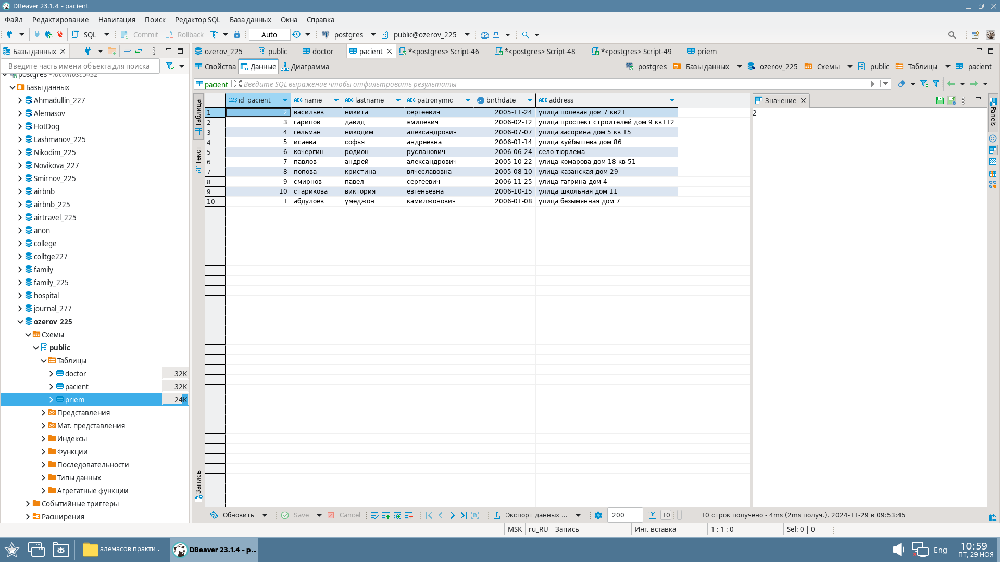 DBeaver 23.1.4 - pacient
Файл Редактирование Навигация Поиск Редактор SQL База данных Окна Справка
SQL Commit Rollback Auto postgres public@ozerov_225
Базы данных
ozerov_225 public doctor pacient *<postgres> Script-46 *<postgres> Script-48 *<postgres> Script-49 priem
Введите часть имени объекта для поиска
Свойства Данные Диаграмма
postgres Базы данных ozerov_225 Схемы public Таблицы pacient
pacient Введите SQL выражение чтобы отфильтровать результаты
postgres - localhost:5432
Базы данных
Ahmadullin_227
Alemasov
HotDog
Lashmanov_225
Nikodim_225
Novikova_227
Smirnov_225
airbnb
airbnb_225
airtravel_225
anon
college
colltge227
family
family_225
hospital
journal_277
ozerov_225
Схемы
public
Таблицы
doctor 32K
pacient 32K
priem 24K
Представления
Мат. представления
Индексы
Функции
Последовательности
Типы данных
Агрегатные функции
Событийные триггеры
Расширения
Таблица
Текст
Запись
123 id_pacient ABC name ABC lastname ABC patronymic birthdate ABC address
1 2 васильев никита сергеевич 2005-11-24 улица полевая дом 7 кв21
2 3 гарипов давид эмилевич 2006-02-12 улица проспект строителей дом 9 кв112
3 4 гельман никодим александрович 2006-07-07 улица засорина дом 5 кв 15
4 5 исаева софья андреевна 2006-01-14 улица куйбышева дом 86
5 6 кочергин родион русланович 2006-06-24 село тюрлема
6 7 павлов андрей александрович 2005-10-22 улица комарова дом 18 кв 51
7 8 попова кристина вячеславовна 2005-08-10 улица казанская дом 29
8 9 смирнов павел сергеевич 2006-11-25 улица гагрина дом 4
9 10 старикова виктория евгеньевна 2006-10-15 улица школьная дом 11
10 1 абдулоев умеджон камилжонович 2006-01-08 улица безымянная дом 7
Значение
2
Panels
Обновить Save Cancel Экспорт данных ... 200 10 ··· 10 строк получено - 4ms (2ms получ.), 2024-11-29 в 09:53:45
MSK ru_RU Запись Инт. вставка 1 : 1 : 0 Sel: 0 | 0
алемасов практи...
DBeaver 23.1.4 - p...
Eng
10:59
ПТ, 29 НОЯ